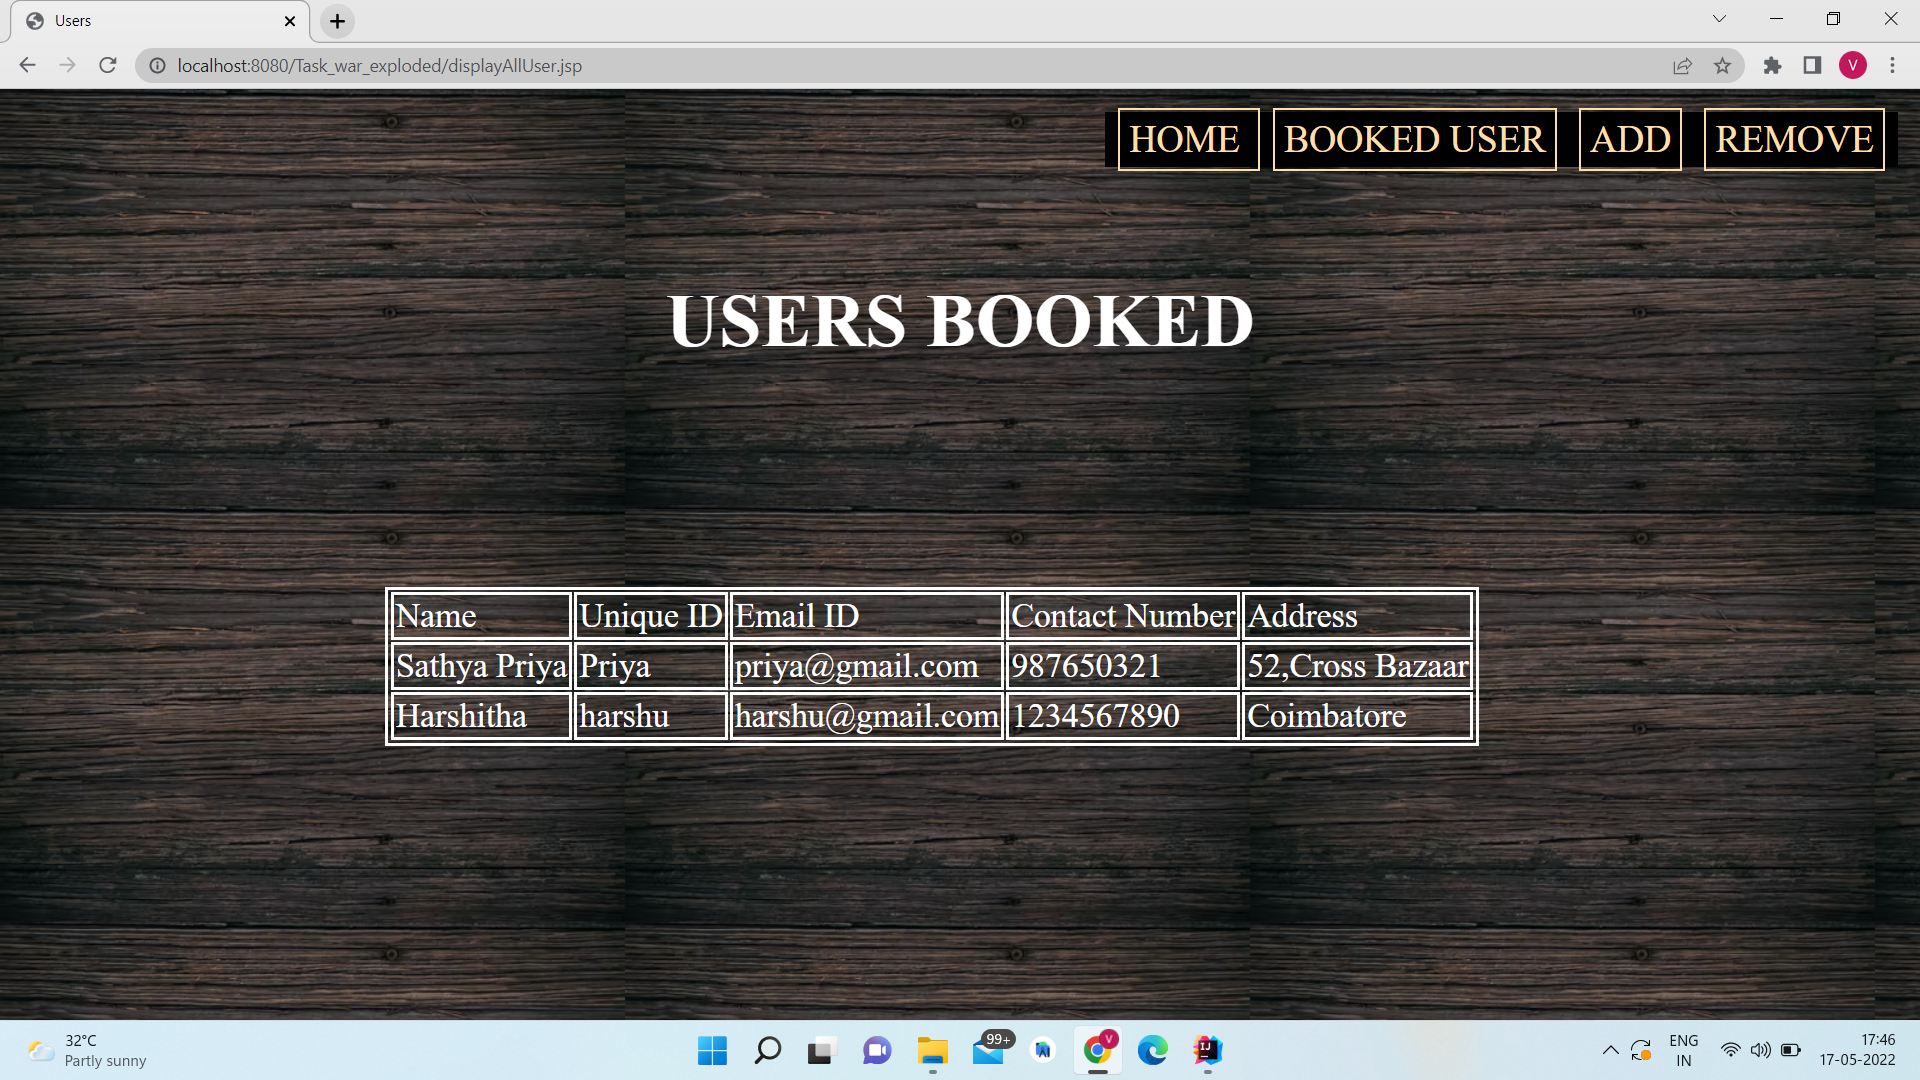 Users
localhost:8080/Task_war_exploded/displayAllUser.jsp
V
HOME BOOKED USER ADD REMOVE
USERS BOOKED
Name Unique ID Email ID Contact Number Address
Sathya Priya Priya priya@gmail.com 987650321 52,Cross Bazaar
Harshitha harshu harshu@gmail.com 1234567890 Coimbatore
32°C
Partly sunny
99+
V
IJ
ENG
IN
17:46
17-05-2022